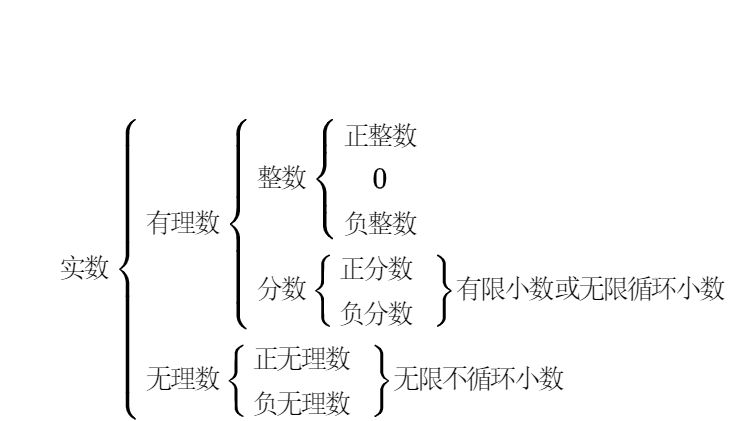 正整数
整数
0
有理数
负整数
实数
正分数
分数
有限小数或无限循环小数
负分数
正无理数
无理数
无限不循环小数
负无理数